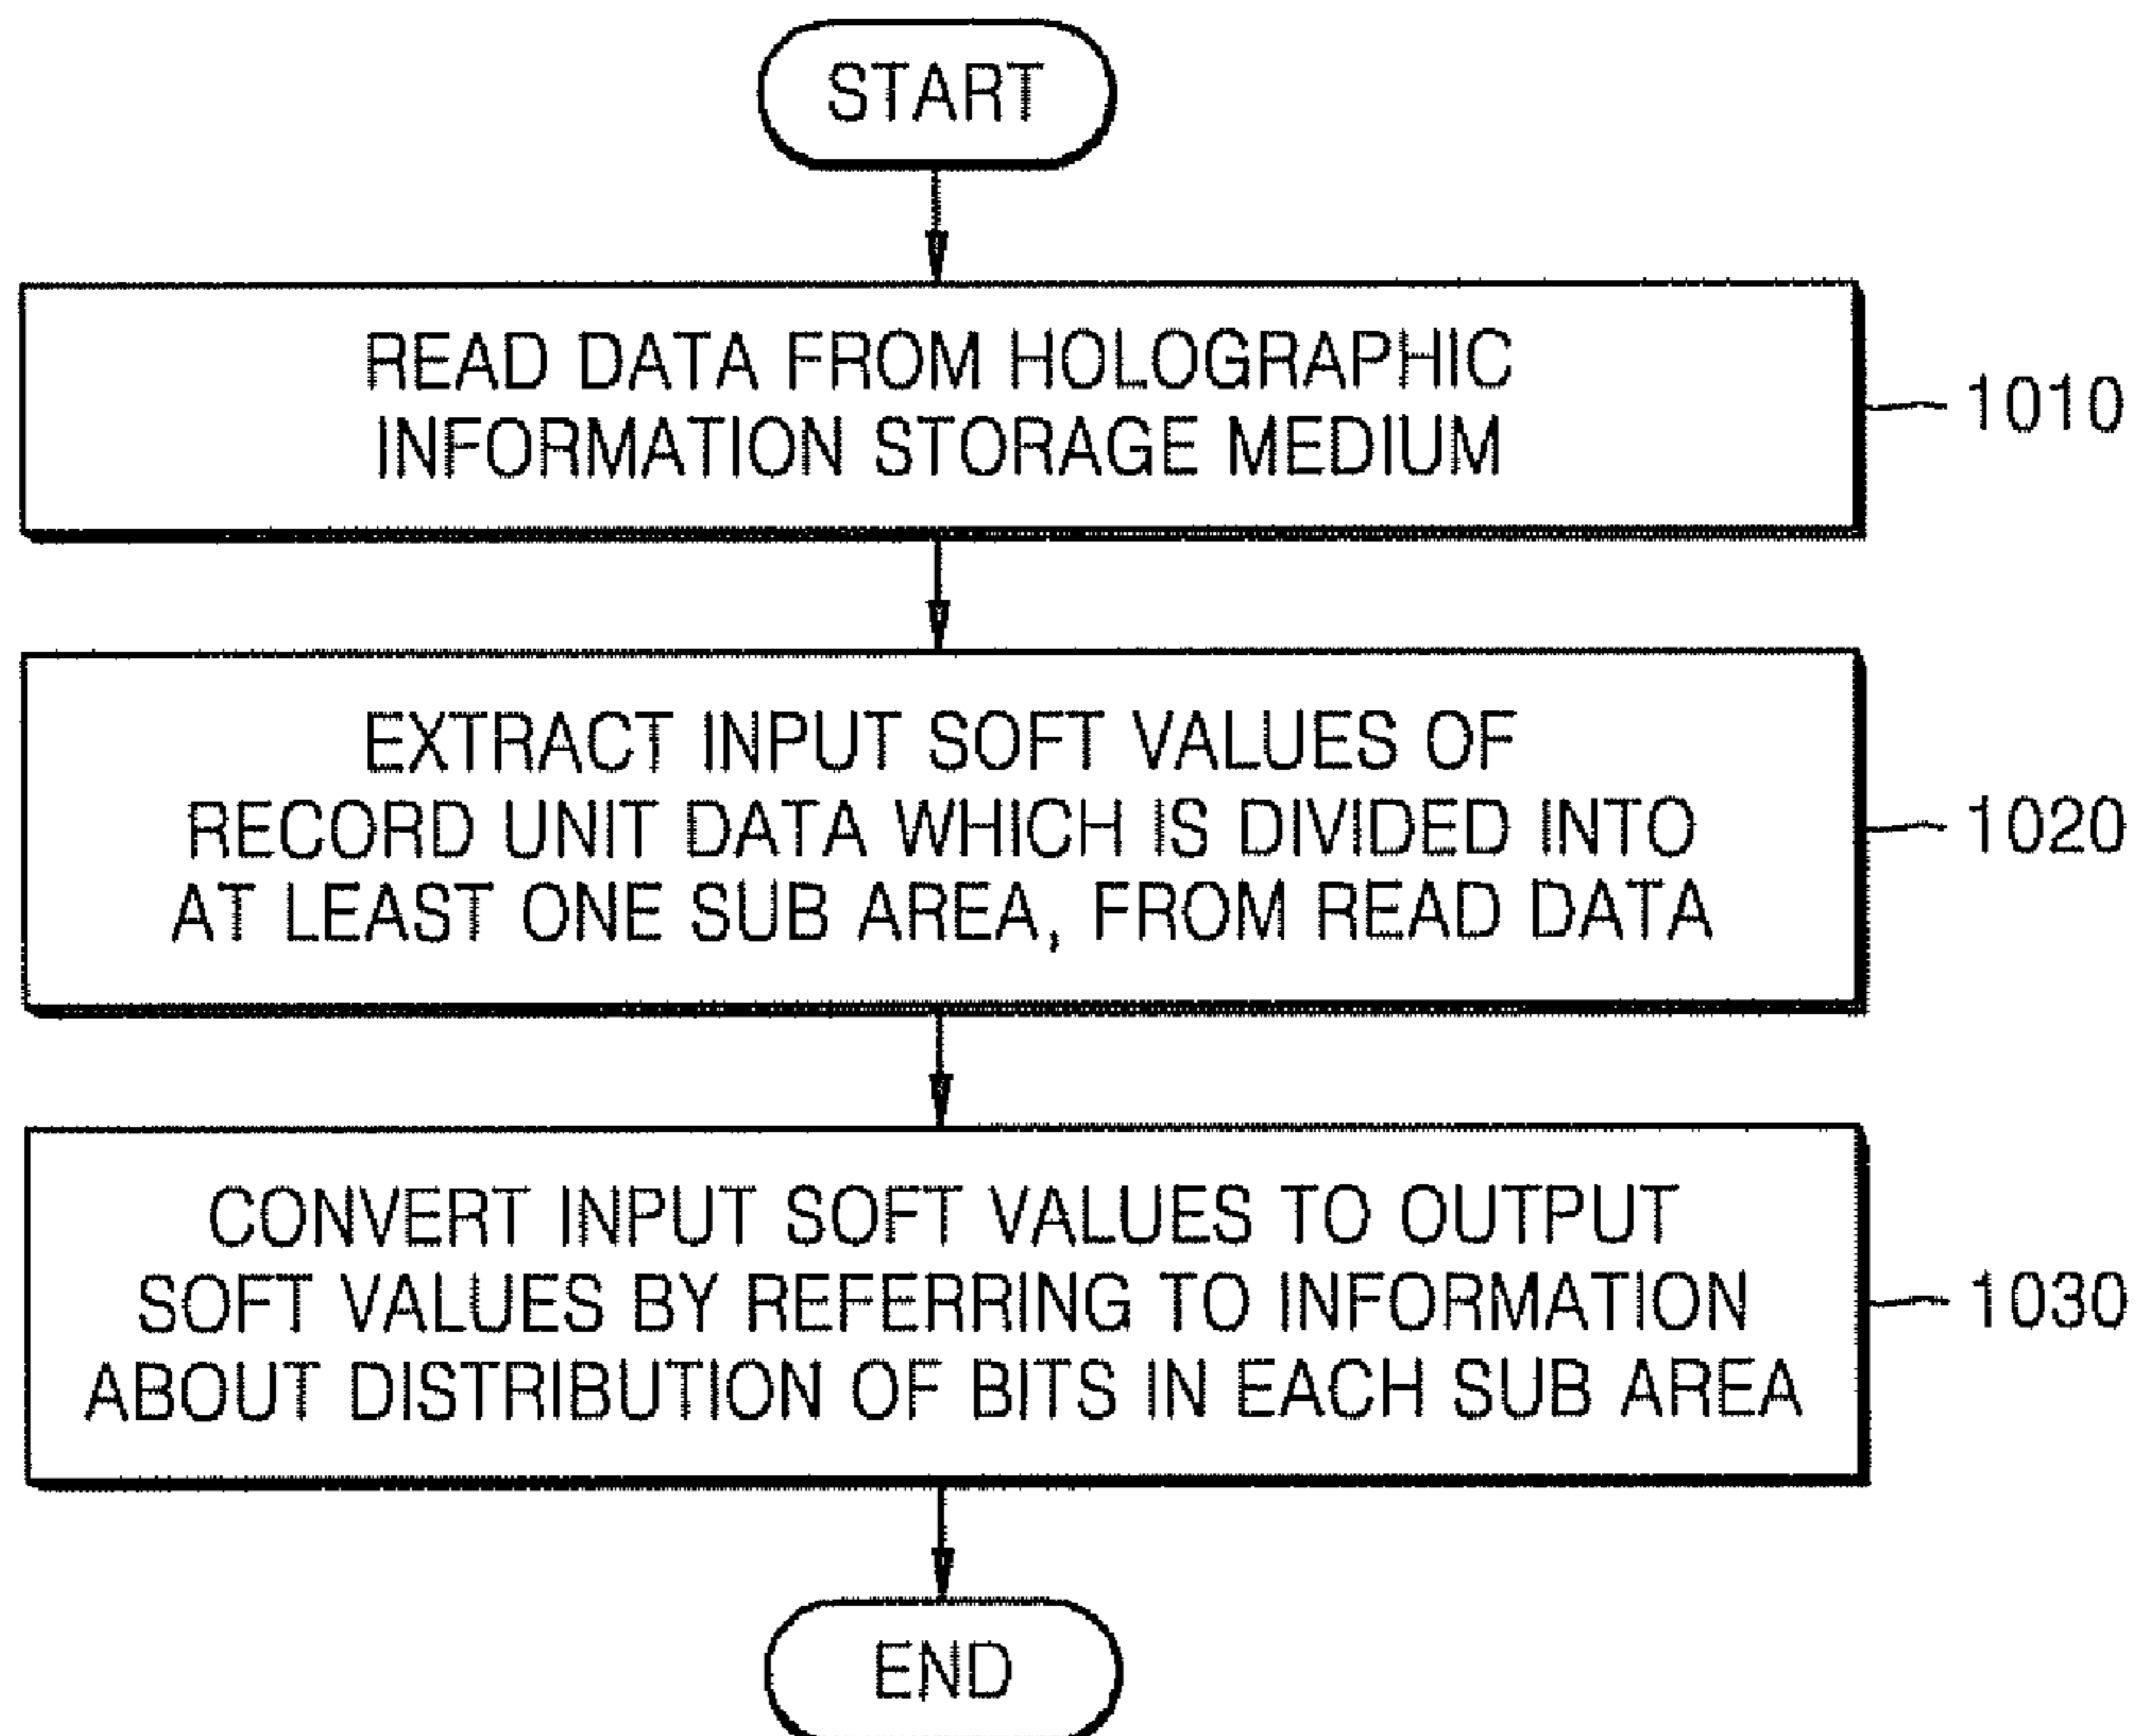 START
READ DATA FROM HOLOGRAPHIC
INFORMATION STORAGE MEDIUM
1010
EXTRACT INPUT SOFT VALUES OF
RECORD UNIT DATA WHICH IS DIVIDED INTO
AT LEAST ONE SUB AREA, FROM READ DATA
1020
CONVERT INPUT SOFT VALUES TO OUTPUT
SOFT VALUES BY REFERRING TO INFORMATION
ABOUT DISTRIBUTION OF BITS IN EACH SUB AREA
1030
END